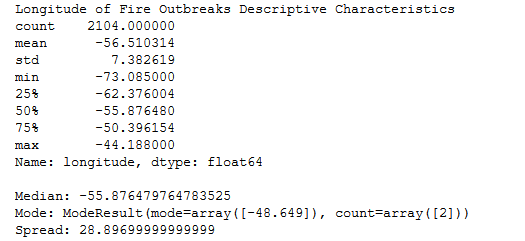 Longitude of Fire Outbreaks Descriptive Characteristics
count    2104.000000
mean      -56.510314
std         7.382619
min       -73.085000
25%       -62.376004
50%       -55.876480
75%       -50.396154
max       -44.188000
Name: longitude, dtype: float64

Median: -55.876479764783525
Mode: ModeResult(mode=array([-48.649]), count=array([2]))
Spread: 28.89699999999999